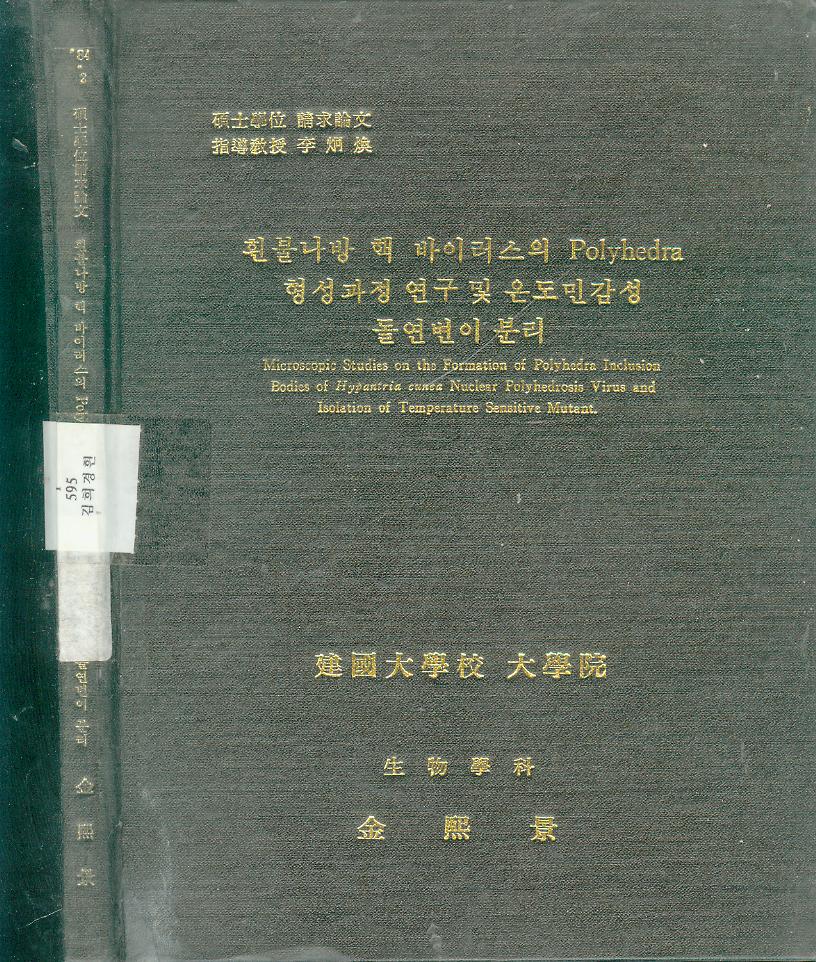 '84 2
碩士學位請求論文 흰불나방 핵 바이러스의
돌연변이 분리 金熙景
595
김희경흰
碩士學位 請求論文
指導敎授 李炳煥
흰불나방 핵 바이러스의 Polyhedra
형성과정 연구 및 온도민감성
돌연변이 분리
Microscopic Studies on the Formation of Polyhedra Inclusion
Bodies of Hypantria cunea Nuclear Polyhedrosis Virus and
Isolation of Temperature Sensitive Mutant.
建國大學校 大學院
生物學科
金熙景